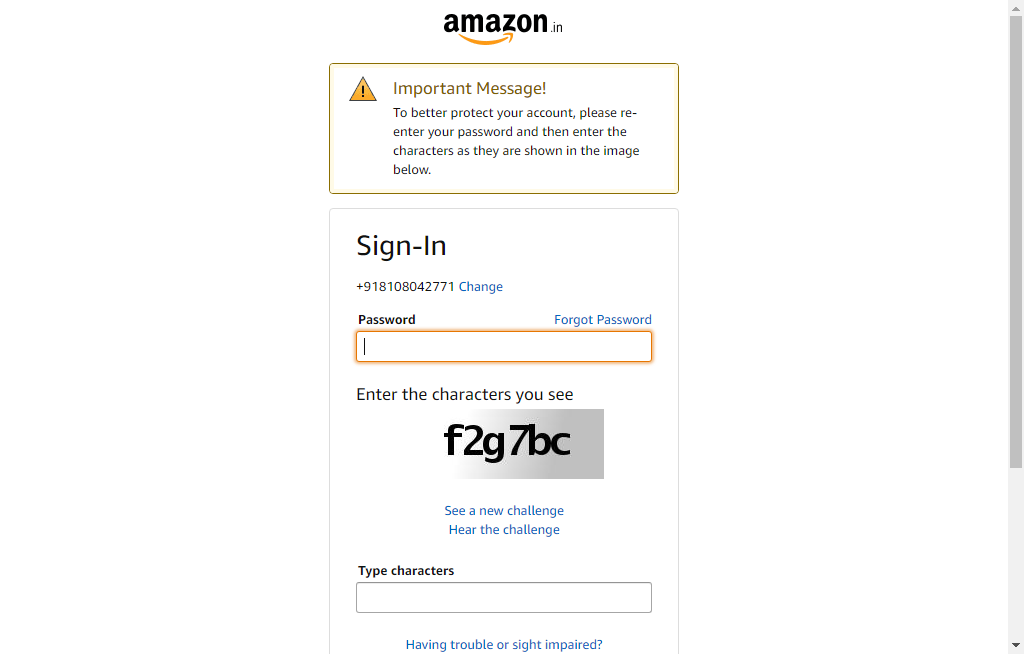 amazon.in
Important Message!
To better protect your account, please re-
enter your password and then enter the
characters as they are shown in the image
below.
Sign-In
+918108042771 Change
Password Forgot Password
Enter the characters you see
f2g7bc
See a new challenge
Hear the challenge
Type characters
Having trouble or sight impaired?